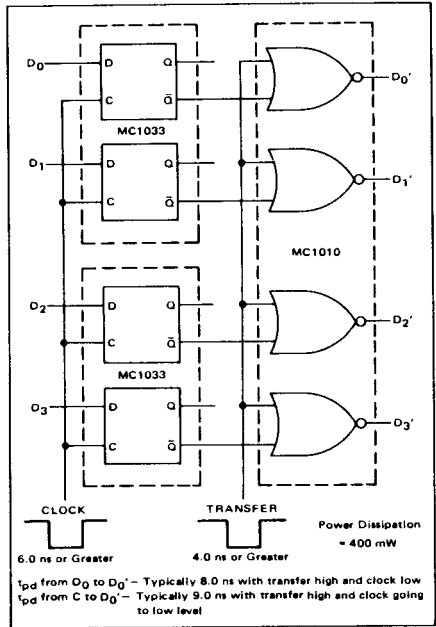 D0 D Q D0'
C Q̄
MC1033
D1 D Q D1'
C Q̄
MC1010
D2 D Q D2'
C Q̄
MC1033
D3 D Q D3'
C Q̄
CLOCK TRANSFER
Power Dissipation
6.0 ns or Greater 4.0 ns or Greater = 400 mW
τpd from D0 to D0' – Typically 8.0 ns with transfer high and clock low
τpd from C to D0' – Typically 9.0 ns with transfer high and clock going
to low level